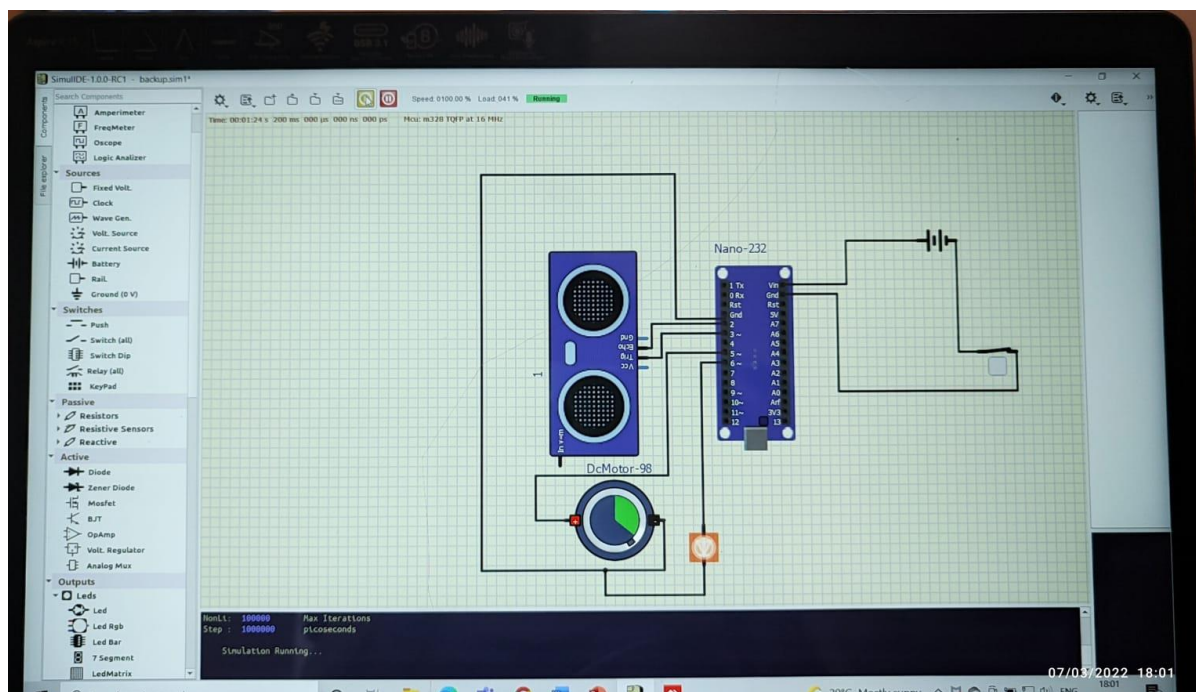 SimulIDE-1.0.0-RC1 - backup.sim1*
Search Components
Speed: 0100.00 % Load: 041 % Running
Components
File explorer
Time: 00:01:24 s 200 ms 000 µs 000 ns 000 ps Mcu: m328 TQFP at 16 MHz
Amperimeter
FreqMeter
Oscope
Logic Analizer
Sources
Fixed Volt.
Clock
Wave Gen.
Volt. Source
Current Source
Battery
Rail.
Ground (0 V)
Switches
Push
Switch (all)
Switch Dip
Relay (all)
KeyPad
Passive
Resistors
Resistive Sensors
Reactive
Active
Diode
Zener Diode
Mosfet
BJT
OpAmp
Volt. Regulator
Analog Mux
Outputs
Leds
Led
Led Rgb
Led Bar
7 Segment
LedMatrix
Nano-232
1 Tx Vin
0 Rx Gnd
Rst Rst
Gnd 5V
2 A7
3 ~ A6
4 A5
5 ~ A4
6 ~ A3
7 A2
8 A1
9 ~ A0
10~ Arf
11~ 3V3
12 13
Gnd
Echo
Trig
Vcc
1
DcMotor-98
NonLi: 100000 Max Iterations
Step : 1000000 picoseconds
Simulation Running...
07/03/2022 18:01
20°C Mostly sunny ENG 18:01